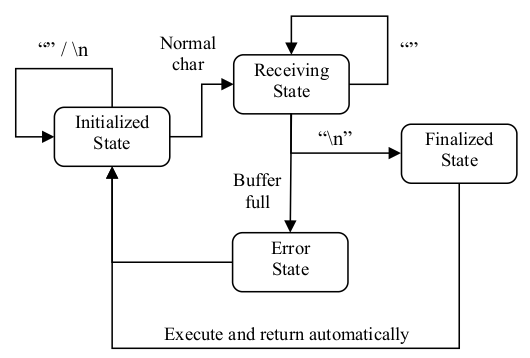 “” / \n
Normal
char
“”
Receiving
State
Initialized
State
“\n”
Finalized
State
Buffer
full
Error
State
Execute and return automatically